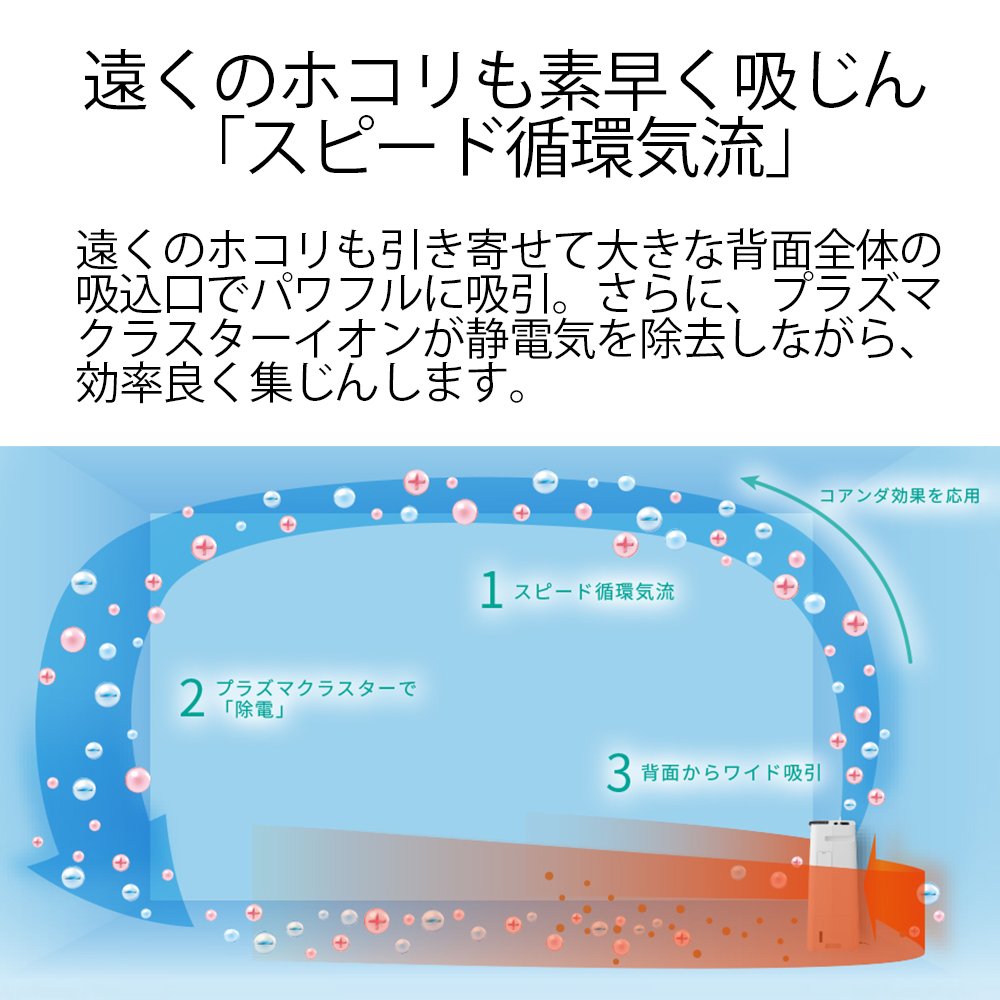 遠くのホコリも素早く吸じん
「スピード循環気流」
遠くのホコリも引き寄せて大きな背面全体の
吸込口でパワフルに吸引。さらに、プラズマ
クラスターイオンが静電気を除去しながら、
効率良く集じんします。
コアンダ効果を応用
1 スピード循環気流
2 プラズマクラスターで
「除電」
3 背面からワイド吸引